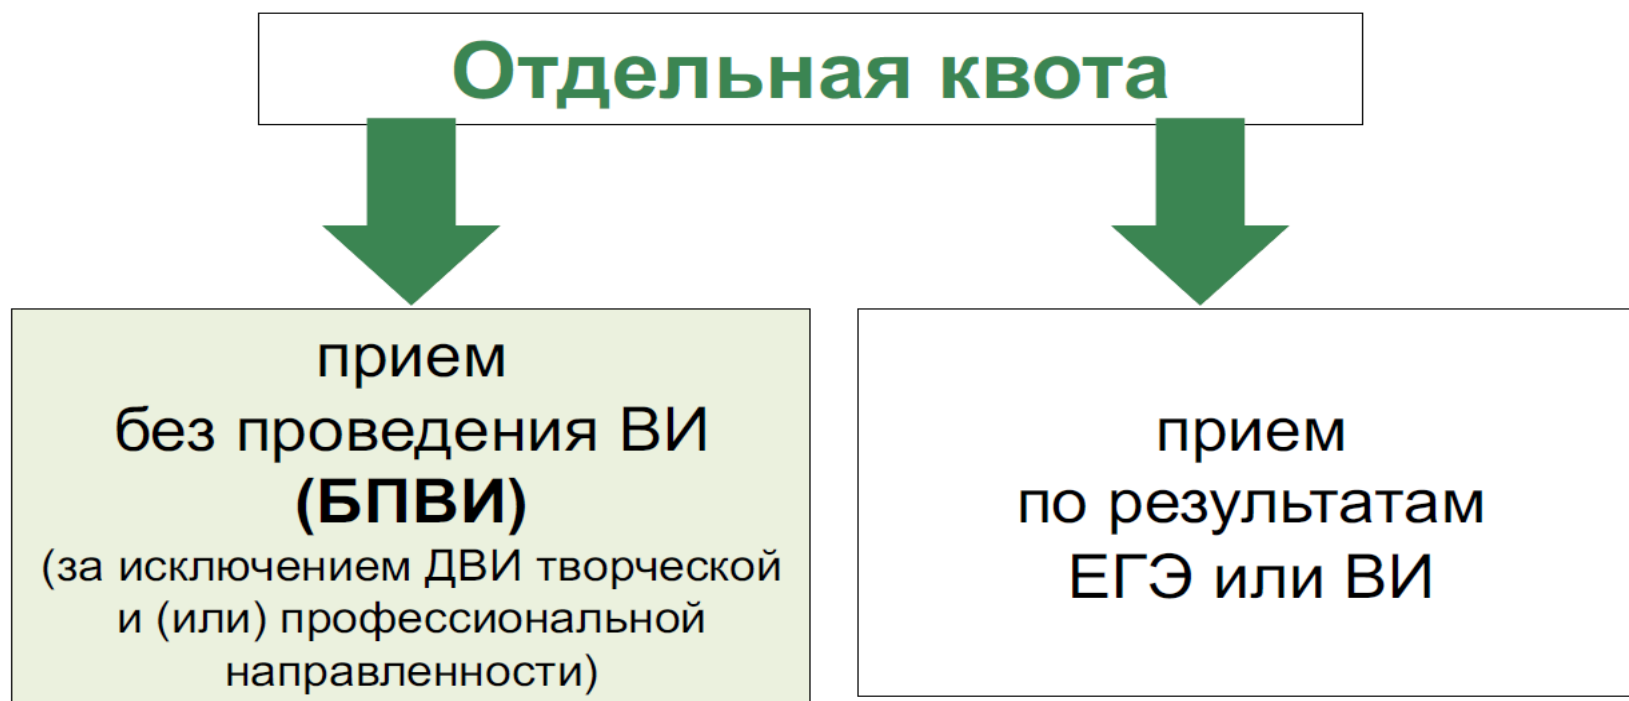 Отдельная квота
прием
без проведения ВИ
(БПВИ)
(за исключением ДВИ творческой
и (или) профессиональной
направленности)
прием
по результатам
ЕГЭ или ВИ